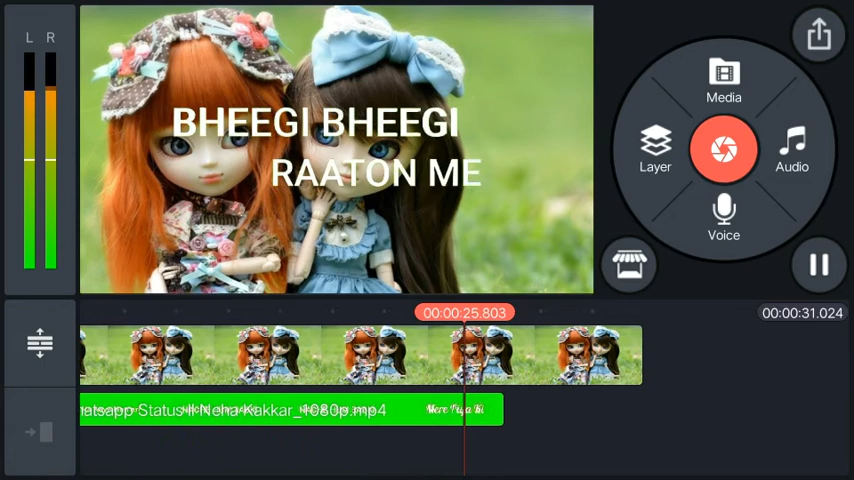 L R
BHEEGI BHEEGI
RAATON ME
Media
Layer
Audio
Voice
00:00:25.803
00:00:31.024
atsapp Status | Neha Kakkar_1080p.mp4